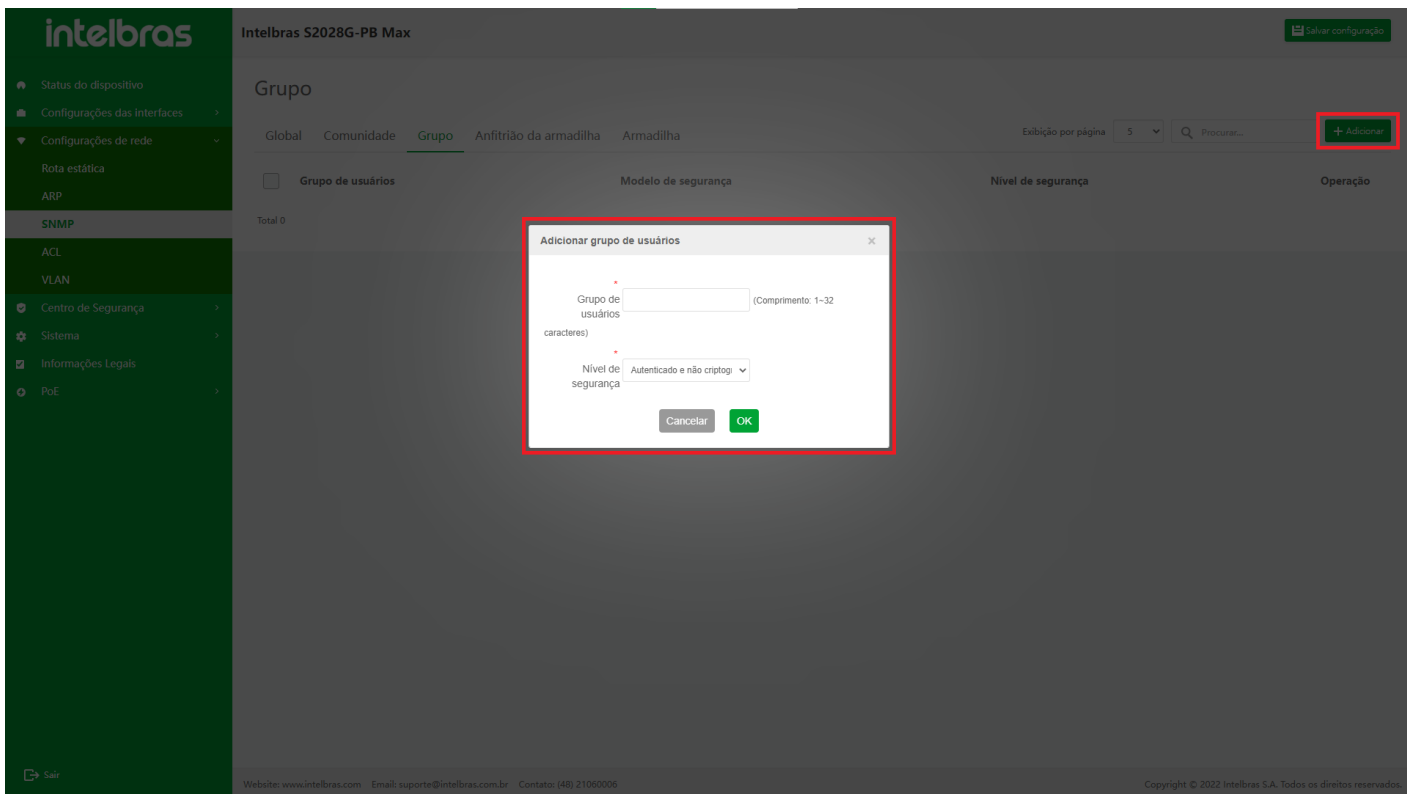 intelbras
Intelbras S2028G-PB Max
Salvar configuração
Status do dispositivo
Configurações das interfaces
Configurações de rede
Rota estática
ARP
SNMP
ACL
VLAN
Centro de Segurança
Sistema
Informações Legais
PoE
Sair
Grupo
Global Comunidade Grupo Anfitrião da armadilha Armadilha
Exibição por página 5 Procurar... + Adicionar
Grupo de usuários Modelo de segurança Nível de segurança Operação
Total 0
Adicionar grupo de usuários ×
*
Grupo de usuários (Comprimento: 1~32
caracteres)
*
Nível de segurança Autenticado e não criptogr
Cancelar OK
Website: www.intelbras.com Email: suporte@intelbras.com.br Contato: (48) 21060006
Copyright © 2022 Intelbras S.A. Todos os direitos reservados.